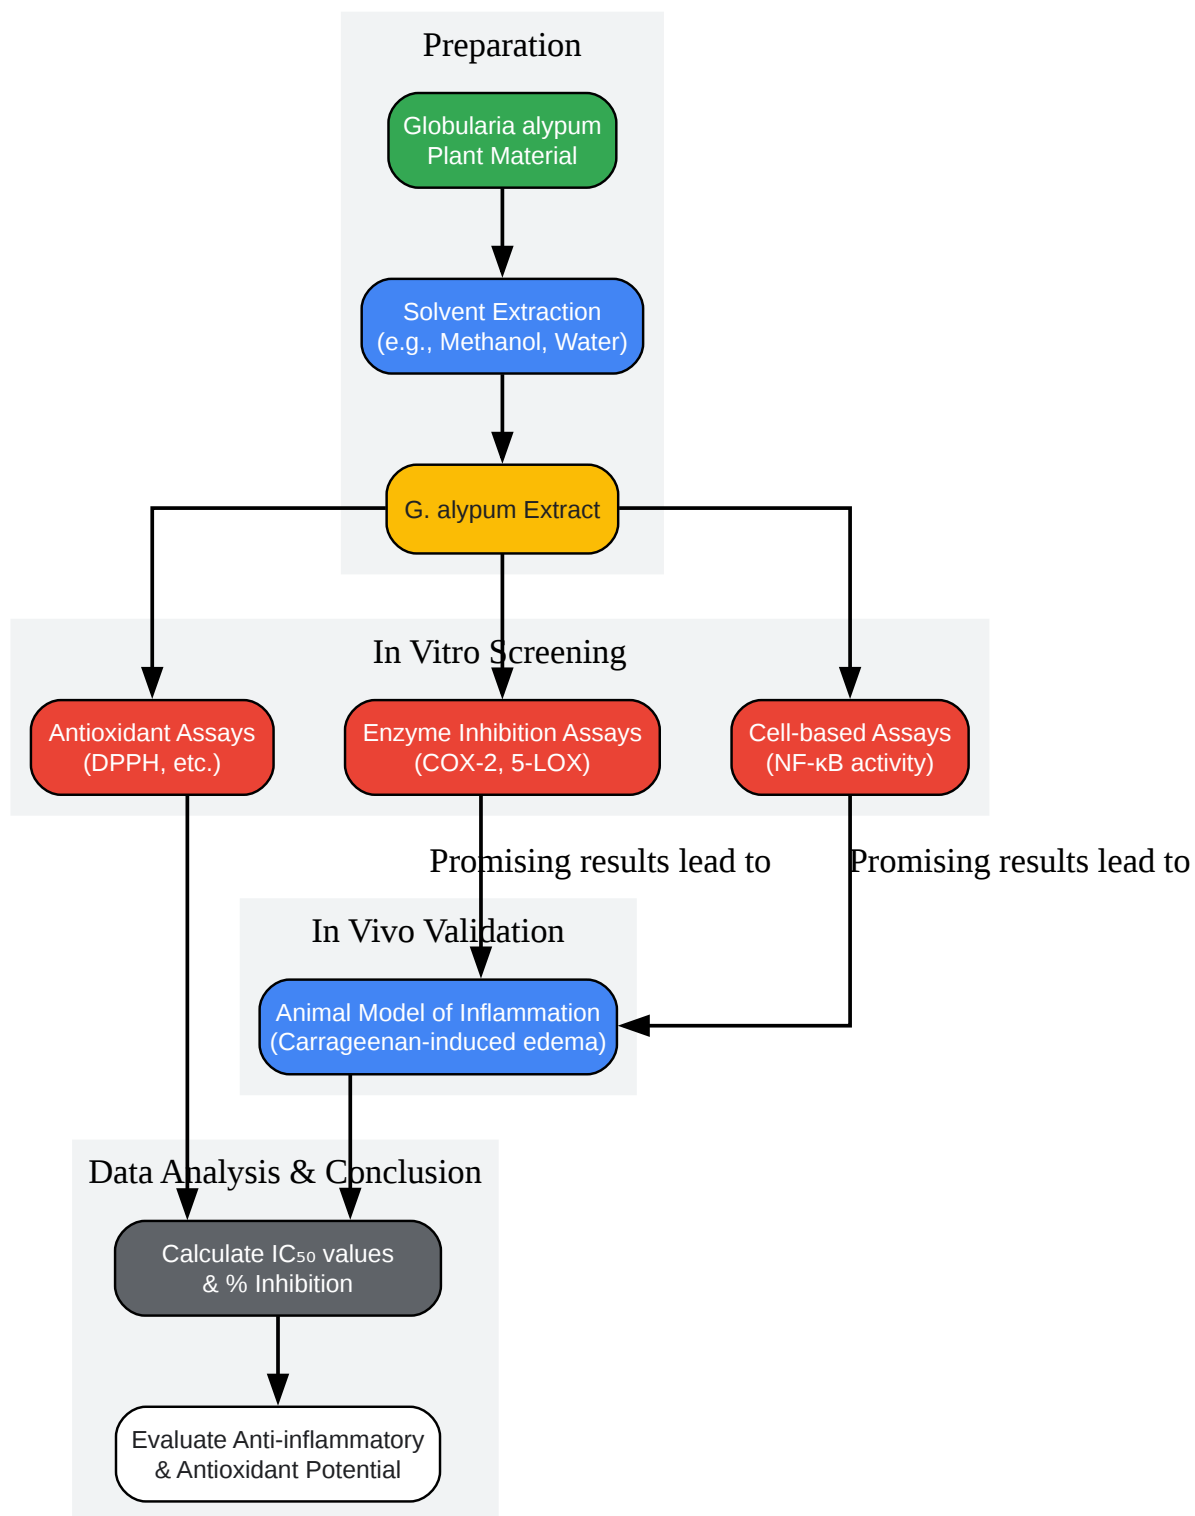 Preparation
Globularia alypum
Plant Material
Solvent Extraction
(e.g., Methanol, Water)
G. alypum Extract
In Vitro Screening
Antioxidant Assays
(DPPH, etc.)
Enzyme Inhibition Assays
(COX-2, 5-LOX)
Cell-based Assays
(NF-κB activity)
Promising results lead to
Promising results lead to
In Vivo Validation
Animal Model of Inflammation
(Carrageenan-induced edema)
Data Analysis & Conclusion
Calculate IC₅₀ values
& % Inhibition
Evaluate Anti-inflammatory
& Antioxidant Potential